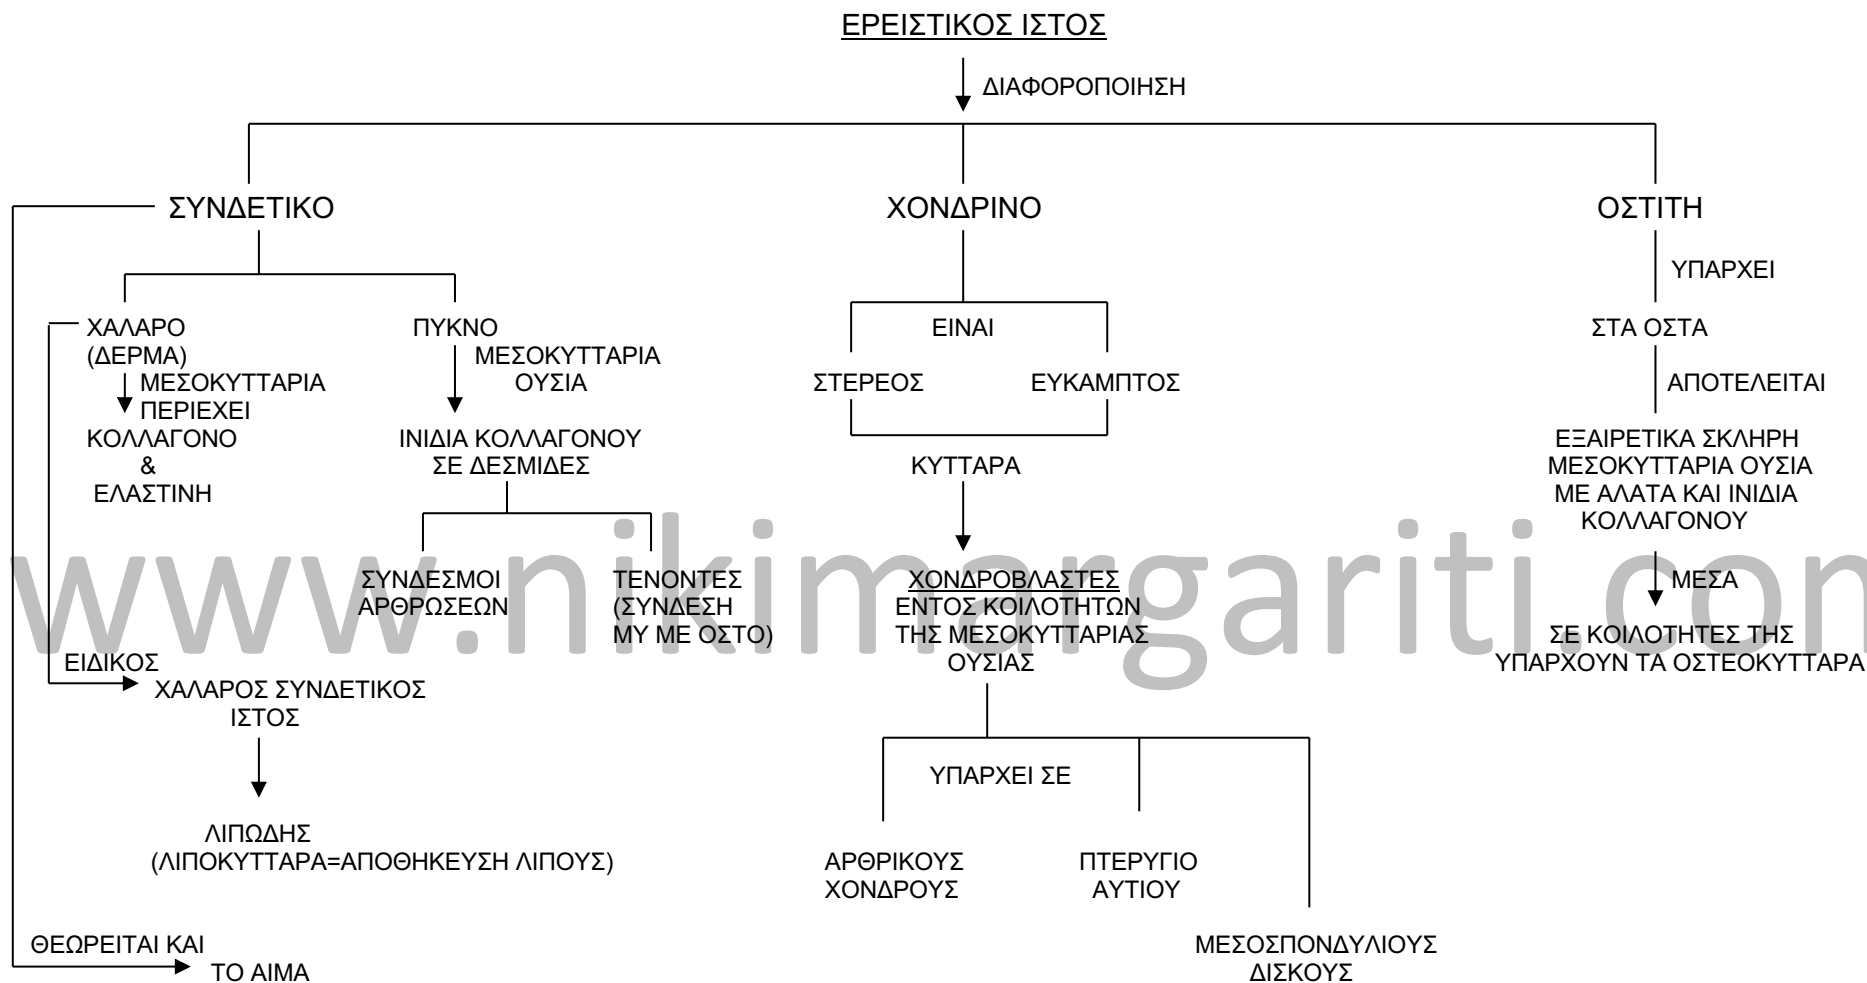 ΕΡΕΙΣΤΙΚΟΣ ΙΣΤΟΣ
ΔΙΑΦΟΡΟΠΟΙΗΣΗ
ΣΥΝΔΕΤΙΚΟ
ΧΑΛΑΡΟ
(ΔΕΡΜΑ)
ΜΕΣΟΚΥΤΤΑΡΙΑ
ΠΕΡΙΕΧΕΙ
ΚΟΛΛΑΓΟΝΟ
&
ΕΛΑΣΤΙΝΗ
ΠΥΚΝΟ
ΜΕΣΟΚΥΤΤΑΡΙΑ
ΟΥΣΙΑ
ΙΝΙΔΙΑ ΚΟΛΛΑΓΟΝΟΥ
ΣΕ ΔΕΣΜΙΔΕΣ
ΣΥΝΔΕΣΜΟΙ
ΑΡΘΡΩΣΕΩΝ
ΤΕΝΟΝΤΕΣ
(ΣΥΝΔΕΣΗ
ΜΥ ΜΕ ΟΣΤΟ)
ΕΙΔΙΚΟΣ
ΧΑΛΑΡΟΣ ΣΥΝΔΕΤΙΚΟΣ
ΙΣΤΟΣ
ΛΙΠΩΔΗΣ
(ΛΙΠΟΚΥΤΤΑΡΑ=ΑΠΟΘΗΚΕΥΣΗ ΛΙΠΟΥΣ)
ΘΕΩΡΕΙΤΑΙ ΚΑΙ
ΤΟ ΑΙΜΑ
ΧΟΝΔΡΙΝΟ
ΕΙΝΑΙ
ΣΤΕΡΕΟΣ
ΕΥΚΑΜΠΤΟΣ
ΚΥΤΤΑΡΑ
ΧΟΝΔΡΟΒΛΑΣΤΕΣ
ΕΝΤΟΣ ΚΟΙΛΟΤΗΤΩΝ
ΤΗΣ ΜΕΣΟΚΥΤΤΑΡΙΑΣ
ΟΥΣΙΑΣ
ΥΠΑΡΧΕΙ ΣΕ
ΑΡΘΡΙΚΟΥΣ
ΧΟΝΔΡΟΥΣ
ΠΤΕΡΥΓΙΟ
ΑΥΤΙΟΥ
ΜΕΣΟΣΠΟΝΔΥΛΙΟΥΣ
ΔΙΣΚΟΥΣ
ΟΣΤΙΤΗ
ΥΠΑΡΧΕΙ
ΣΤΑ ΟΣΤΑ
ΑΠΟΤΕΛΕΙΤΑΙ
ΕΞΑΙΡΕΤΙΚΑ ΣΚΛΗΡΗ
ΜΕΣΟΚΥΤΤΑΡΙΑ ΟΥΣΙΑ
ΜΕ ΑΛΑΤΑ ΚΑΙ ΙΝΙΔΙΑ
ΚΟΛΛΑΓΟΝΟΥ
ΜΕΣΑ
ΣΕ ΚΟΙΛΟΤΗΤΕΣ ΤΗΣ
ΥΠΑΡΧΟΥΝ ΤΑ ΟΣΤΕΟΚΥΤΤΑΡΑ
www.nikimargariti.com